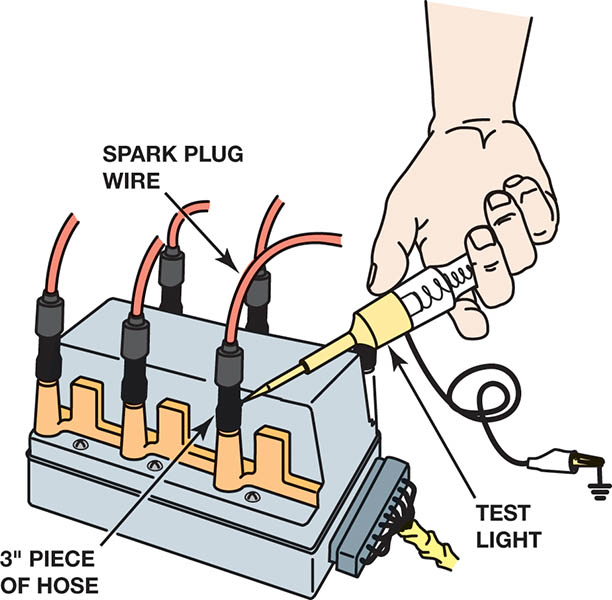 SPARK PLUG
WIRE
TEST
LIGHT
3" PIECE
OF HOSE